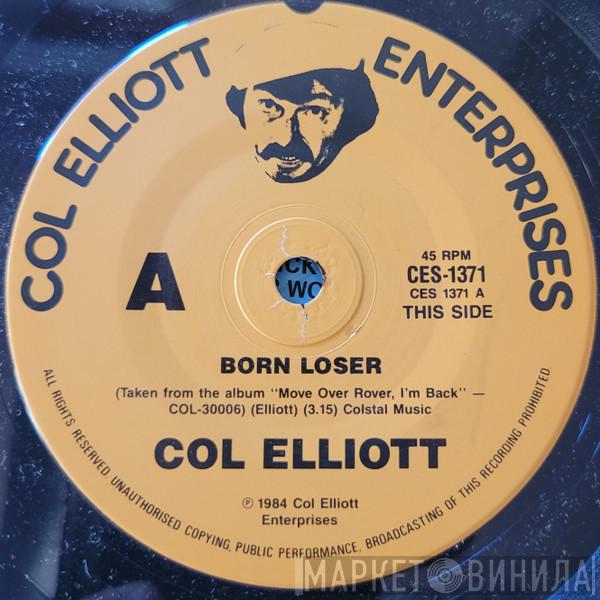 COL ELLIOTT ENTERPRISES
A
45 RPM
CES-1371
CES 1371 A
THIS SIDE
CK
WO
BORN LOSER
(Taken from the album "Move Over Rover, I'm Back" —
COL-30006) (Elliott) (3.15) Colstal Music
COL ELLIOTT
Ⓟ 1984 Col Elliott
Enterprises
ALL RIGHTS RESERVED. UNAUTHORISED COPYING, PUBLIC PERFORMANCE, BROADCASTING OF THIS RECORDING PROHIBITED
МАРКЕТ ВИНИЛА